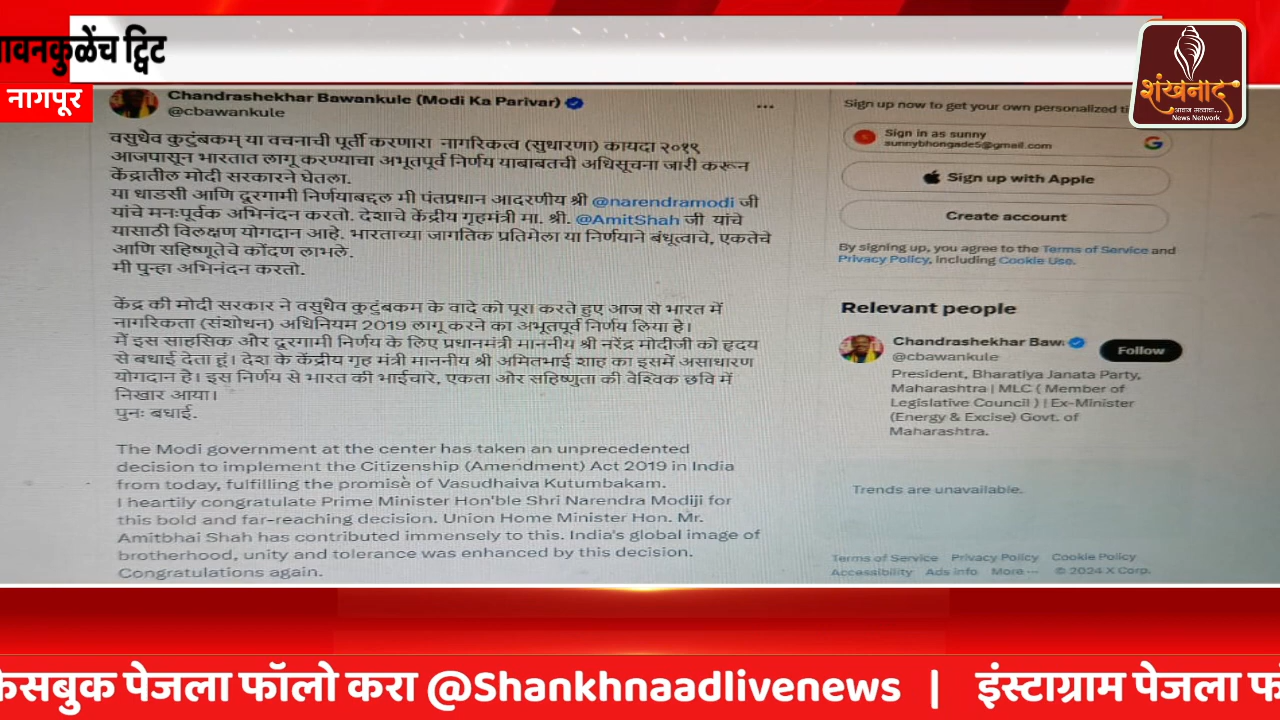 ावनकुळेंच ट्विट
नागपूर
शंखनाद
News Network
Chandrashekhar Bawankule (Modi Ka Parivar)
@cbawankule
वसुधैव कुटुंबकम् या वचनाची पूर्ती करणारा नागरिकत्व (सुधारणा) कायदा २०१९
आजपासून भारतात लागू करण्याचा अभूतपूर्व निर्णय याबाबतची अधिसूचना जारी करून
केंद्रातील मोदी सरकारने घेतला.
या धाडसी आणि दूरगामी निर्णयाबद्दल मी पंतप्रधान आदरणीय श्री @narendramodi जी
यांचे मनःपूर्वक अभिनंदन करतो. देशाचे केंद्रीय गृहमंत्री मा. श्री. @AmitShah जी यांचे
यासाठी विलक्षण योगदान आहे. भारताच्या जागतिक प्रतिमेला या निर्णयाने बंधूत्वाचे, एकतेचे
आणि सहिष्णूतेचे कोंदण लाभले.
मी पुन्हा अभिनंदन करतो.
केंद्र की मोदी सरकार ने वसुधैव कुटुंबकम के वादे को पूरा करते हुए आज से भारत में
नागरिकता (संशोधन) अधिनियम 2019 लागू करने का अभूतपूर्व निर्णय लिया है।
में इस साहसिक और दूरगामी निर्णय के लिए प्रधानमंत्री माननीय श्री नरेंद्र मोदीजी को हृदय
से बधाई देता हूं। देश के केंद्रीय गृह मंत्री माननीय श्री अमितभाई शाह का इसमें असाधारण
योगदान है। इस निर्णय से भारत की भाईचारे, एकता और सहिष्णुता की वैश्विक छवि में
निखार आया।
पुनः बधाई.
The Modi government at the center has taken an unprecedented
decision to implement the Citizenship (Amendment) Act 2019 in India
from today, fulfilling the promise of Vasudhaiva Kutumbakam.
I heartily congratulate Prime Minister Hon'ble Shri Narendra Modiji for
this bold and far-reaching decision. Union Home Minister Hon. Mr.
Amitbhai Shah has contributed immensely to this. India's global image of
brotherhood, unity and tolerance was enhanced by this decision.
Congratulations again.
Sign up now to get your own personalized ti
Sign in as sunny
sunnybhongade5@gmail.com
Sign up with Apple
Create account
By signing up, you agree to the Terms of Service and
Privacy Policy, including Cookie Use.
Relevant people
Chandrashekhar Baw
@cbawankule
Follow
President, Bharatiya Janata Party,
Maharashtra | MLC ( Member of
Legislative Council ) | Ex-Minister
(Energy & Excise) Govt. of
Maharashtra.
Trends are unavailable.
Terms of Service Privacy Policy Cookie Policy
Accessibility Ads info More ··· © 2024 X Corp.
ेसबुक पेजला फॉलो करा @Shankhnaadlivenews | इंस्टाग्राम पेजला फॉ